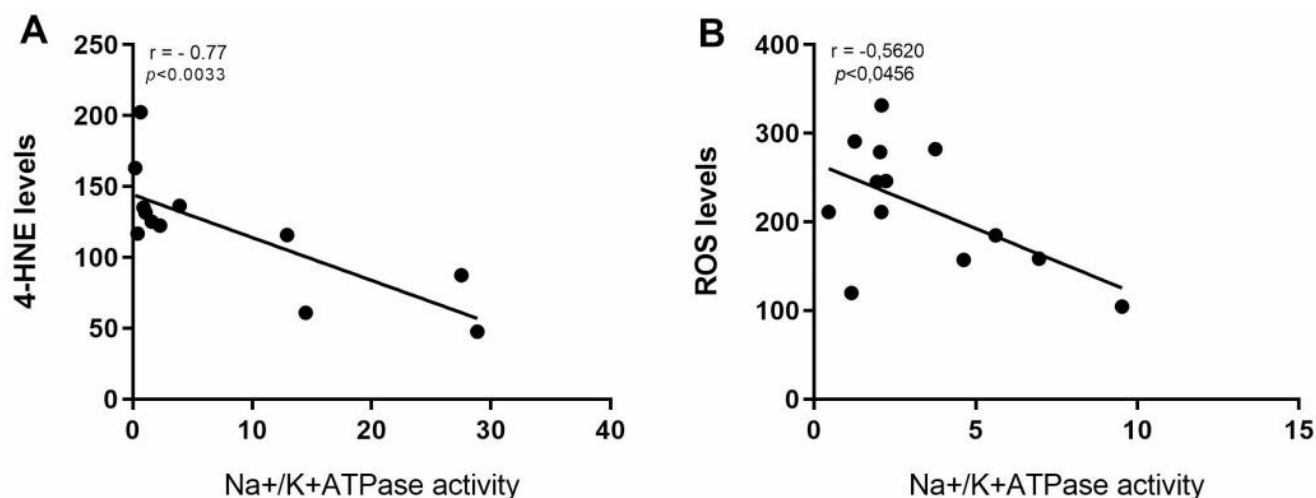 A
r = - 0.77
p<0.0033
250
200
150
100
50
0
4-HNE levels
0 10 20 30 40
Na+/K+ATPase activity
B
r = -0,5620
p<0,0456
400
300
200
100
0
ROS levels
0 5 10 15
Na+/K+ATPase activity